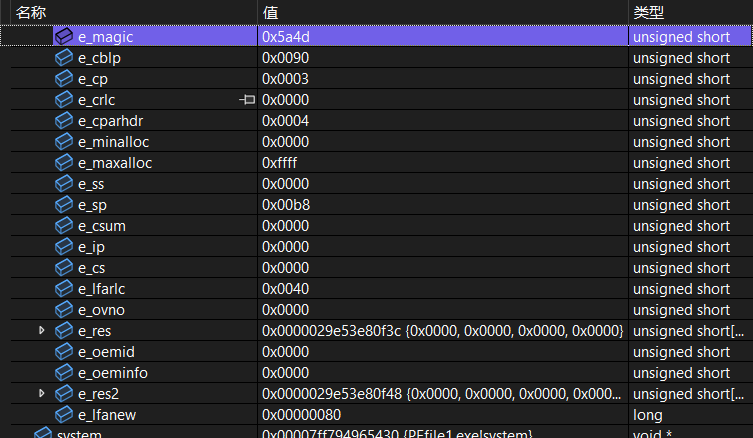 名称 值 类型
e_magic 0x5a4d unsigned short
e_cblp 0x0090 unsigned short
e_cp 0x0003 unsigned short
e_crlc 0x0000 unsigned short
e_cparhdr 0x0004 unsigned short
e_minalloc 0x0000 unsigned short
e_maxalloc 0xffff unsigned short
e_ss 0x0000 unsigned short
e_sp 0x00b8 unsigned short
e_csum 0x0000 unsigned short
e_ip 0x0000 unsigned short
e_cs 0x0000 unsigned short
e_lfarlc 0x0040 unsigned short
e_ovno 0x0000 unsigned short
e_res 0x0000029e53e80f3c {0x0000, 0x0000, 0x0000, 0x0000} unsigned short[...
e_oemid 0x0000 unsigned short
e_oeminfo 0x0000 unsigned short
e_res2 0x0000029e53e80f48 {0x0000, 0x0000, 0x0000, 0x000... unsigned short[...
e_lfanew 0x00000080 long
system 0x00007ff794965430 {PEfile1.exe!system} void *